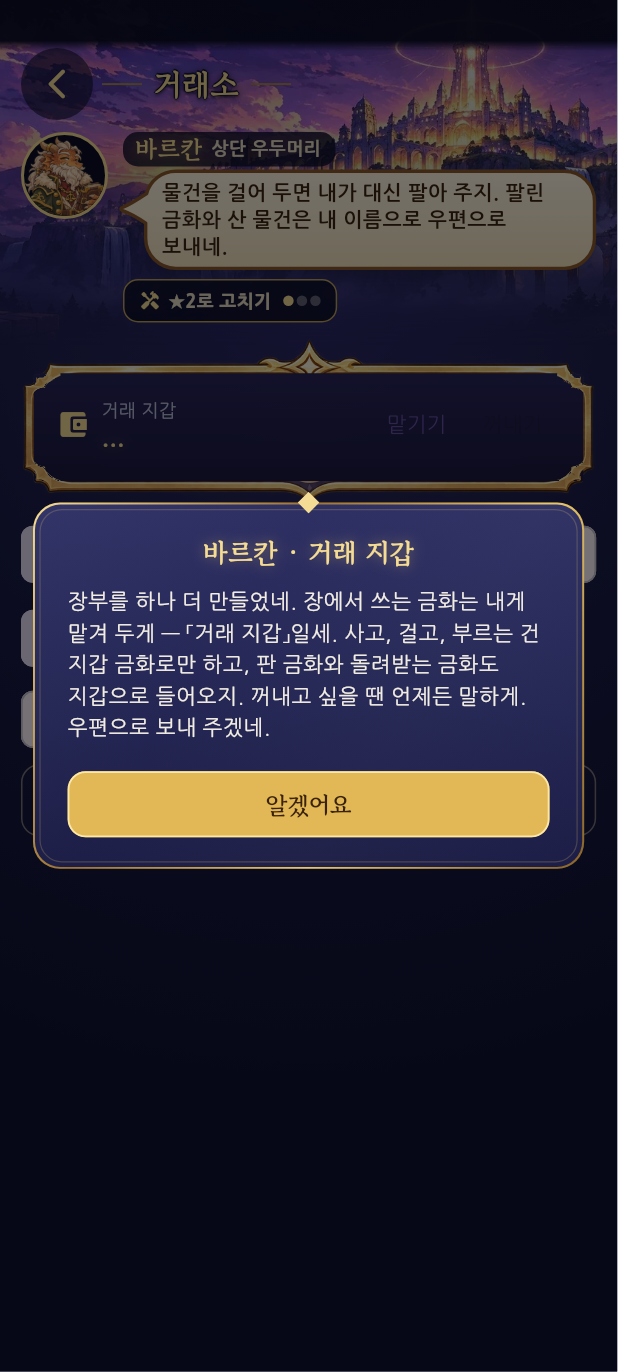 거래소
바르칸 상단 우두머리
물건을 걸어 두면 내가 대신 팔아 주지. 팔린
금화와 산 물건은 내 이름으로 우편으로
보내네.
★2로 고치기
거래 지갑
맡기기
...
바르칸 · 거래 지갑
장부를 하나 더 만들었네. 장에서 쓰는 금화는 내게
맡겨 두게 — 「거래 지갑」일세. 사고, 걸고, 부르는 건
지갑 금화로만 하고, 판 금화와 돌려받는 금화도
지갑으로 들어오지. 꺼내고 싶을 땐 언제든 말하게.
우편으로 보내 주겠네.
알겠어요